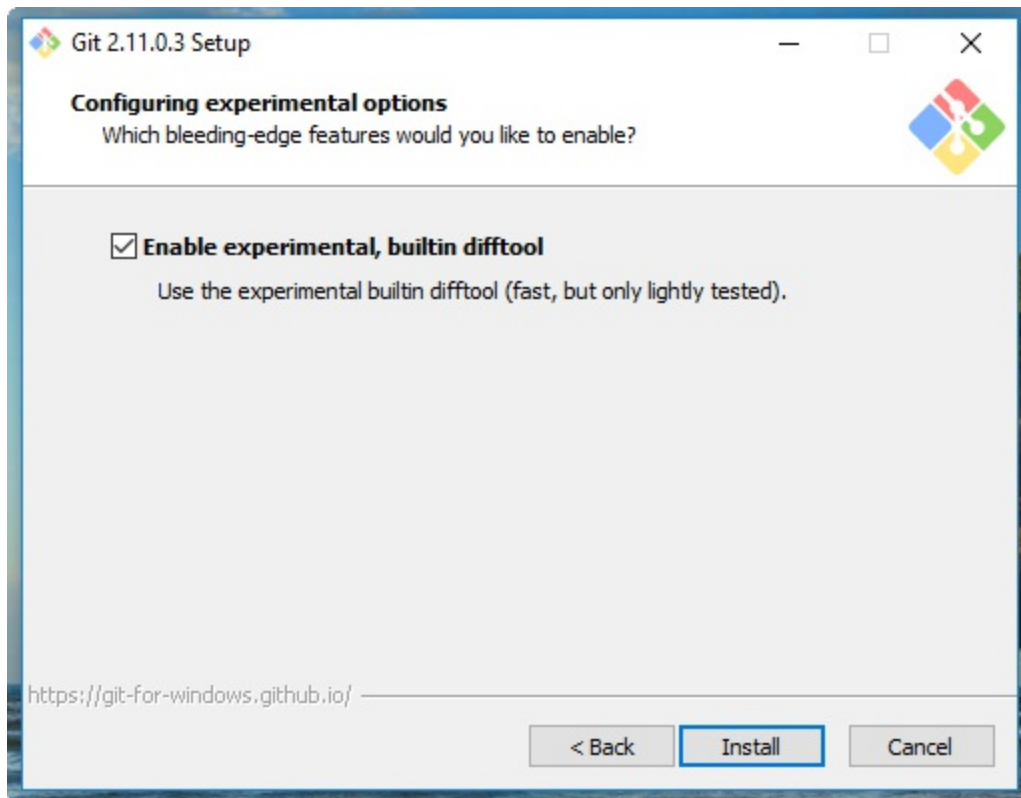 Git 2.11.0.3 Setup
Configuring experimental options
Which bleeding-edge features would you like to enable?
Enable experimental, builtin difftool
Use the experimental builtin difftool (fast, but only lightly tested).
https://git-for-windows.github.io/
< Back
Install
Cancel